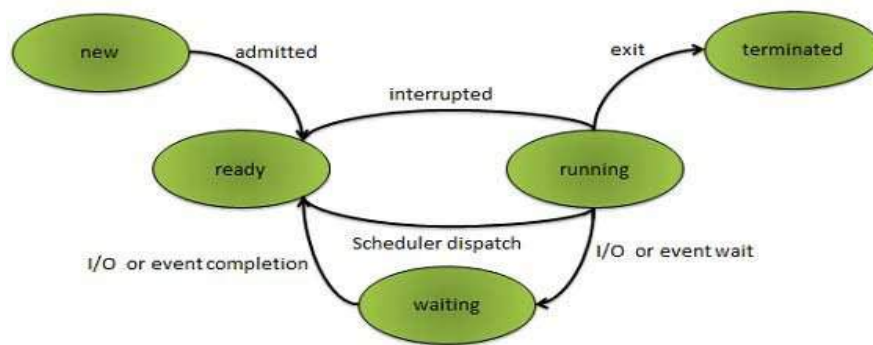 new
admitted
exit
terminated
interrupted
ready
running
Scheduler dispatch
I/O or event completion
I/O or event wait
waiting